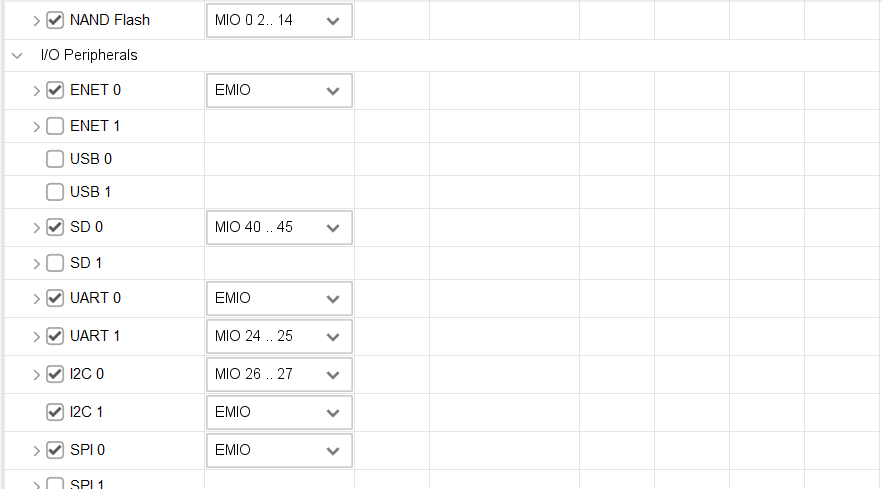 NAND Flash MIO 0 2.. 14
I/O Peripherals
ENET 0 EMIO
ENET 1
USB 0
USB 1
SD 0 MIO 40 .. 45
SD 1
UART 0 EMIO
UART 1 MIO 24 .. 25
I2C 0 MIO 26 .. 27
I2C 1 EMIO
SPI 0 EMIO
SPI 1